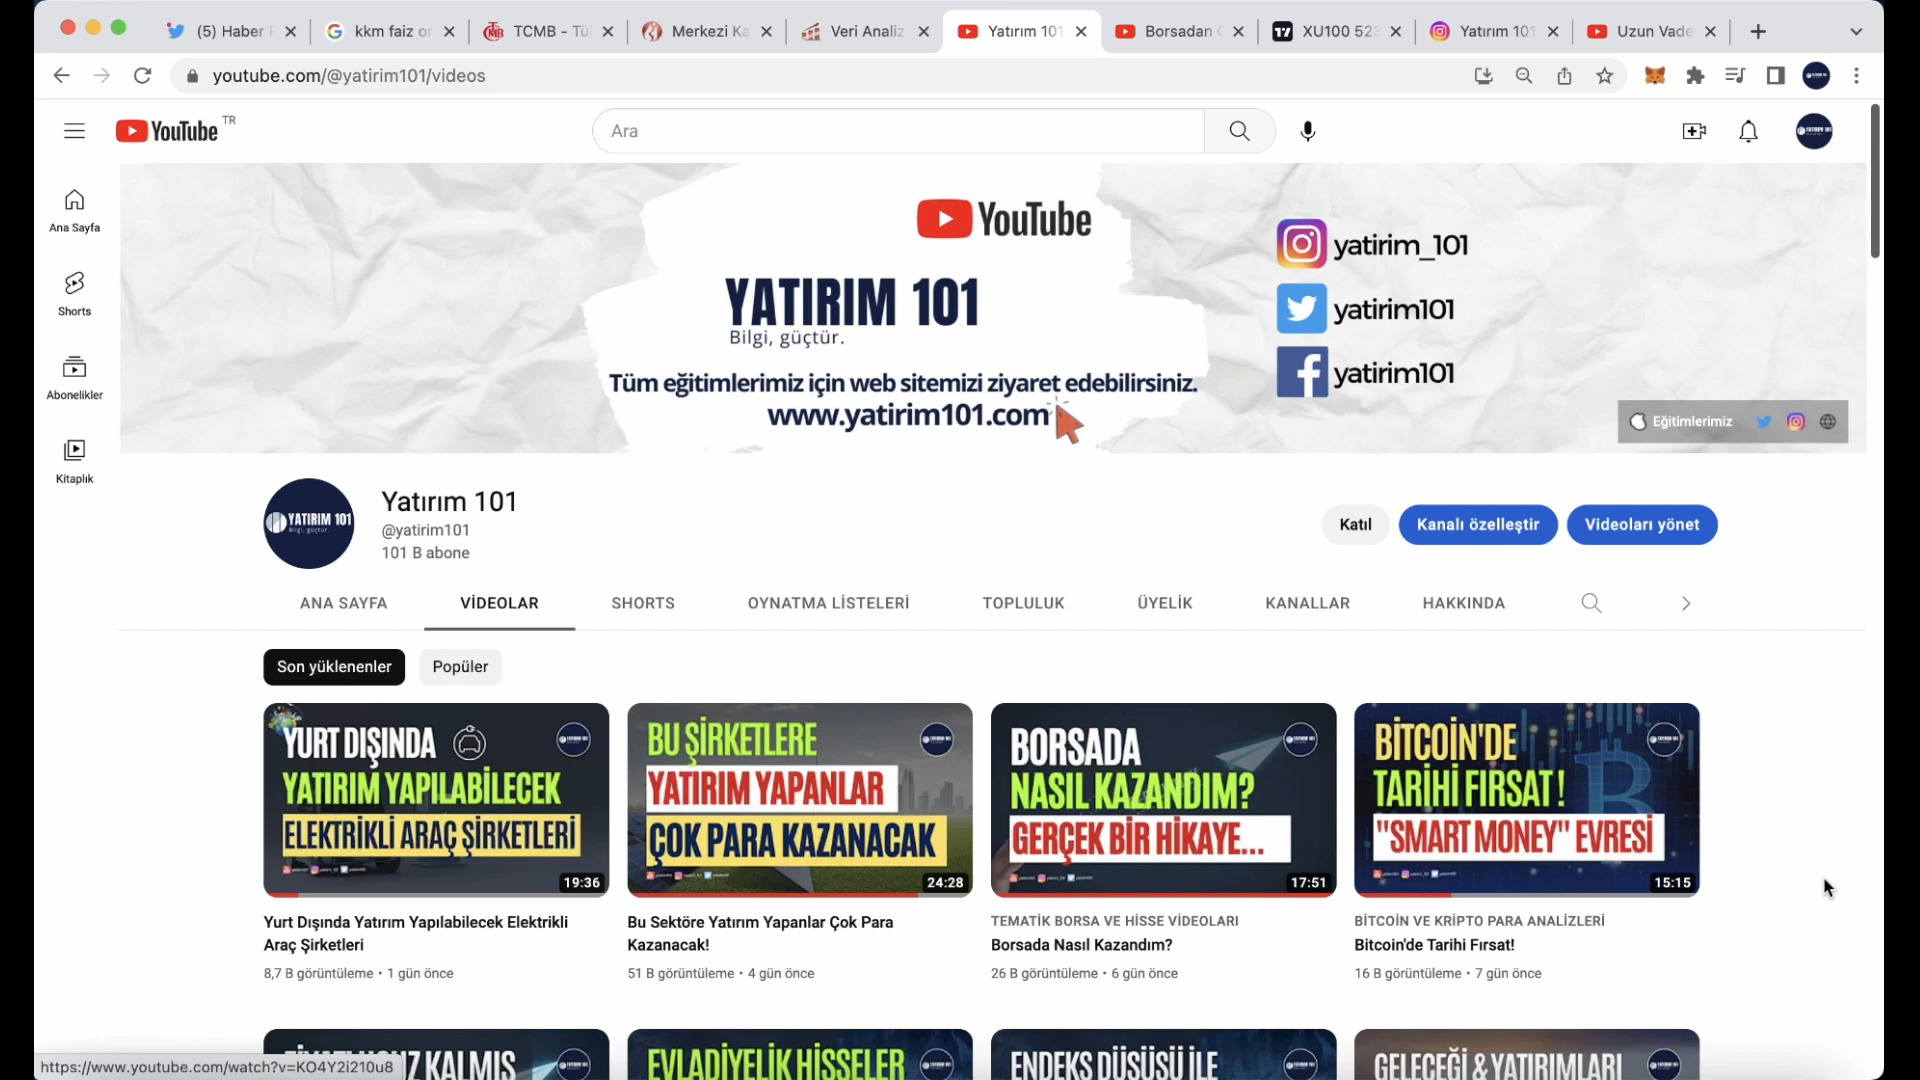 (5) Haber
kkm faiz or
TCMB - Tü
Merkezi Ka
Veri Analiz
Yatırım 101
Borsadan
XU100 523
Yatırım 101
Uzun Vade
youtube.com/@yatirim101/videos
YouTube TR
Ara
Ana Sayfa
Shorts
Abonelikler
Kitaplık
YouTube
YATIRIM 101
Bilgi, güçtür.
Tüm eğitimlerimiz için web sitemizi ziyaret edebilirsiniz.
www.yatirim101.com
yatirim_101
yatirim101
yatirim101
Eğitimlerimiz
YATIRIM 101
Bilgi, güçtür.
Yatırım 101
@yatirim101
101 B abone
Katıl
Kanalı özelleştir
Videoları yönet
ANA SAYFA
VİDEOLAR
SHORTS
OYNATMA LİSTELERİ
TOPLULUK
ÜYELİK
KANALLAR
HAKKINDA
Son yüklenenler
Popüler
YURT DIŞINDA
YATIRIM YAPILABİLECEK
ELEKTRİKLİ ARAÇ ŞİRKETLERİ
19:36
Yurt Dışında Yatırım Yapılabilecek Elektrikli
Araç Şirketleri
8,7 B görüntüleme • 1 gün önce
BU ŞİRKETLERE
YATIRIM YAPANLAR
ÇOK PARA KAZANACAK
24:28
Bu Sektöre Yatırım Yapanlar Çok Para
Kazanacak!
51 B görüntüleme • 4 gün önce
BORSADA
NASIL KAZANDIM?
GERÇEK BİR HİKAYE...
17:51
TEMATİK BORSA VE HİSSE VİDEOLARI
Borsada Nasıl Kazandım?
26 B görüntüleme • 6 gün önce
BİTCOİN'DE
TARİHİ FIRSAT!
"SMART MONEY" EVRESİ
15:15
BİTCOİN VE KRİPTO PARA ANALİZLERİ
Bitcoin'de Tarihi Fırsat!
16 B görüntüleme • 7 gün önce
KALMIŞ
EVLADİYELİK HİSSELER
ENDEKS DÜŞÜŞÜ İLE
GELECEĞİ & YATIRIMLARI
https://www.youtube.com/watch?v=KO4Y2i210u8